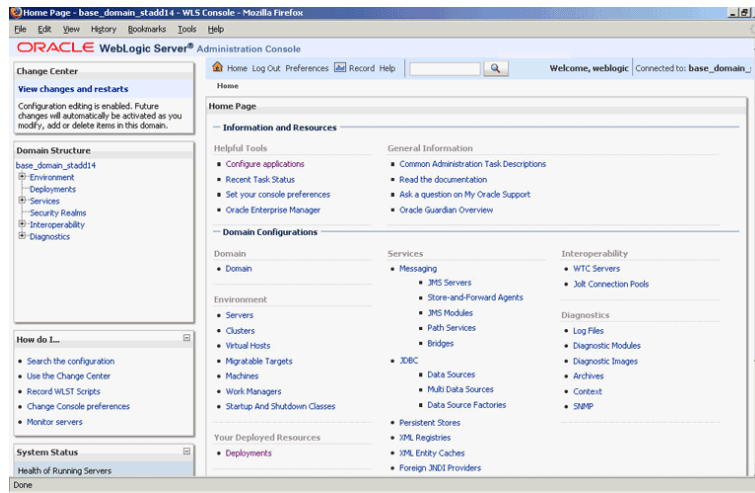 Home Page - base_domain_stadd14 - WLS Console - Mozilla Firefox
File Edit View History Bookmarks Tools Help
ORACLE WebLogic Server® Administration Console
Change Center
View changes and restarts
Configuration editing is enabled. Future
changes will automatically be activated as you
modify, add or delete items in this domain.
Domain Structure
base_domain_stadd14
Environment
Deployments
Services
Security Realms
Interoperability
Diagnostics
How do I...
Search the configuration
Use the Change Center
Record WLST Scripts
Change Console preferences
Monitor servers
System Status
Health of Running Servers
Home Log Out Preferences Record Help
Welcome, weblogic Connected to: base_domain_
Home
Home Page
Information and Resources
Helpful Tools
Configure applications
Recent Task Status
Set your console preferences
Oracle Enterprise Manager
General Information
Common Administration Task Descriptions
Read the documentation
Ask a question on My Oracle Support
Oracle Guardian Overview
Domain Configurations
Domain
Domain
Environment
Servers
Clusters
Virtual Hosts
Migratable Targets
Machines
Work Managers
Startup And Shutdown Classes
Your Deployed Resources
Deployments
Services
Messaging
JMS Servers
Store-and-Forward Agents
JMS Modules
Path Services
Bridges
JDBC
Data Sources
Multi Data Sources
Data Source Factories
Persistent Stores
XML Registries
XML Entity Caches
Foreign JNDI Providers
Interoperability
WTC Servers
Jolt Connection Pools
Diagnostics
Log Files
Diagnostic Modules
Diagnostic Images
Archives
Context
SNMP
Done